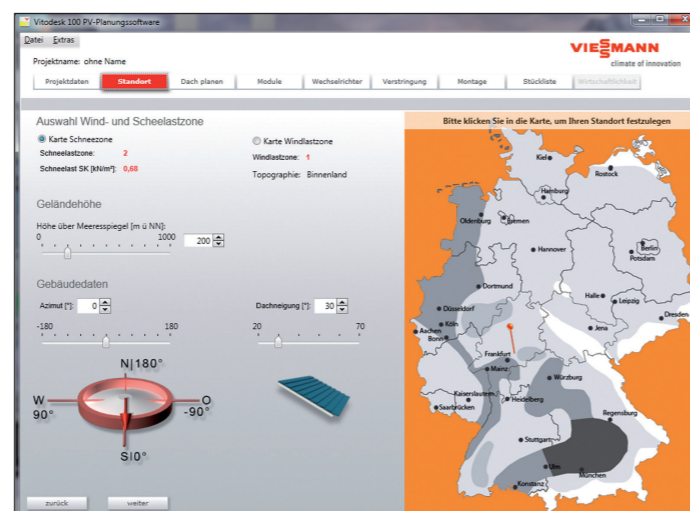 Vitodesk 100 PV-Planungssoftware
Datei Extras
VIESMANN
climate of innovation
Projektname: ohne Name
Projektdaten Standort Dach planen Module Wechselrichter Verstringung Montage Stückliste Wirtschaftlichkeit
Auswahl Wind- und Scheelastzone
Karte Schneezone
Schneelastzone: 2
Schneelast SK [kN/m²]: 0,68
Karte Windlastzone
Windlastzone: 1
Topographie: Binnenland
Geländehöhe
Höhe über Meeresspiegel [m ü NN]:
0 1000 200
Gebäudedaten
Azimut [°]: 0
-180 180
Dachneigung [°]: 30
20 70
N|180°
W 90°
O -90°
S|0°
zurück weiter
Bitte klicken Sie in die Karte, um Ihren Standort festzulegen
Kiel
Rostock
Hamburg
Oldenburg
Bremen
Hannover
Berlin
Potsdam
Dortmund
Halle
Leipzig
Düsseldorf
Dresden
Köln
Aachen
Bonn
Jena
Frankfurt
Mainz
Würzburg
Kaiserslautern
Heidelberg
Saarbrücken
Regensburg
Stuttgart
Ulm
München
Konstanz